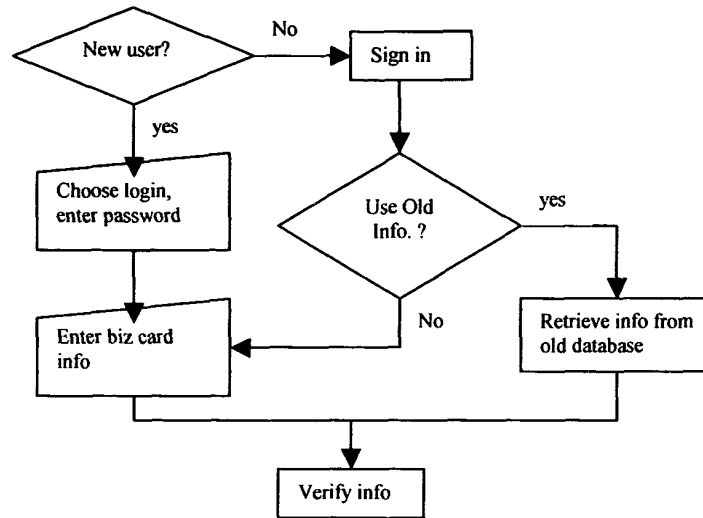 New user?
No
Sign in
yes
Choose login,
enter password
Use Old
Info. ?
yes
No
Enter biz card
info
Retrieve info from
old database
Verify info